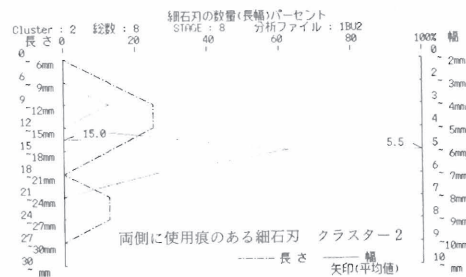 細石刃の数量(長幅)パーセント
Cluster : 2 総数 : 8 STAGE : 8 分析ファイル : 1BU2
長さ 0 20 40 60 80 100% 幅
0 ~ 6mm
6 ~ 9mm
9 ~11mm
12 ~15mm
15 ~18mm
18 ~21mm
21 ~24mm
24 ~27mm
27 ~30mm
30 ~ mm
15.0
5.5
0 ~ 2mm
2 ~ 3mm
3 ~ 4mm
4 ~ 5mm
5 ~ 6mm
6 ~ 7mm
7 ~ 8mm
8 ~ 9mm
9 ~10mm
10 ~ mm
両側に使用痕のある細石刃 クラスター2
長さ 幅
矢印(平均値)